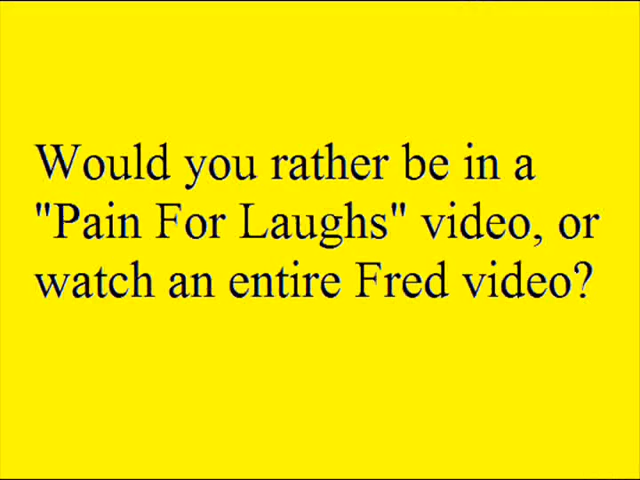 Would you rather be in a
"Pain For Laughs" video, or
watch an entire Fred video?